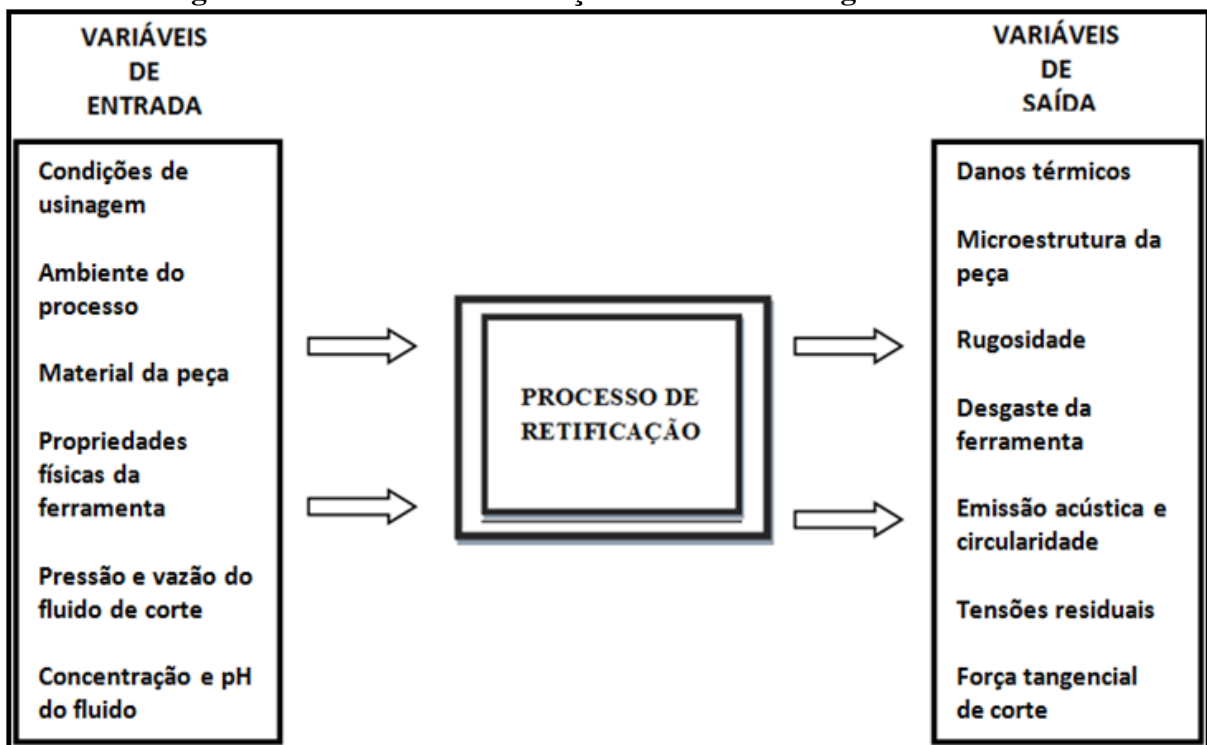 VARIÁVEIS
DE
ENTRADA
Condições de
usinagem
Ambiente do
processo
Material da peça
Propriedades
físicas da
ferramenta
Pressão e vazão do
fluido de corte
Concentração e pH
do fluido
PROCESSO DE
RETIFICAÇÃO
VARIÁVEIS
DE
SAÍDA
Danos térmicos
Microestrutura da
peça
Rugosidade
Desgaste da
ferramenta
Emissão acústica e
circularidade
Tensões residuais
Força tangencial
de corte